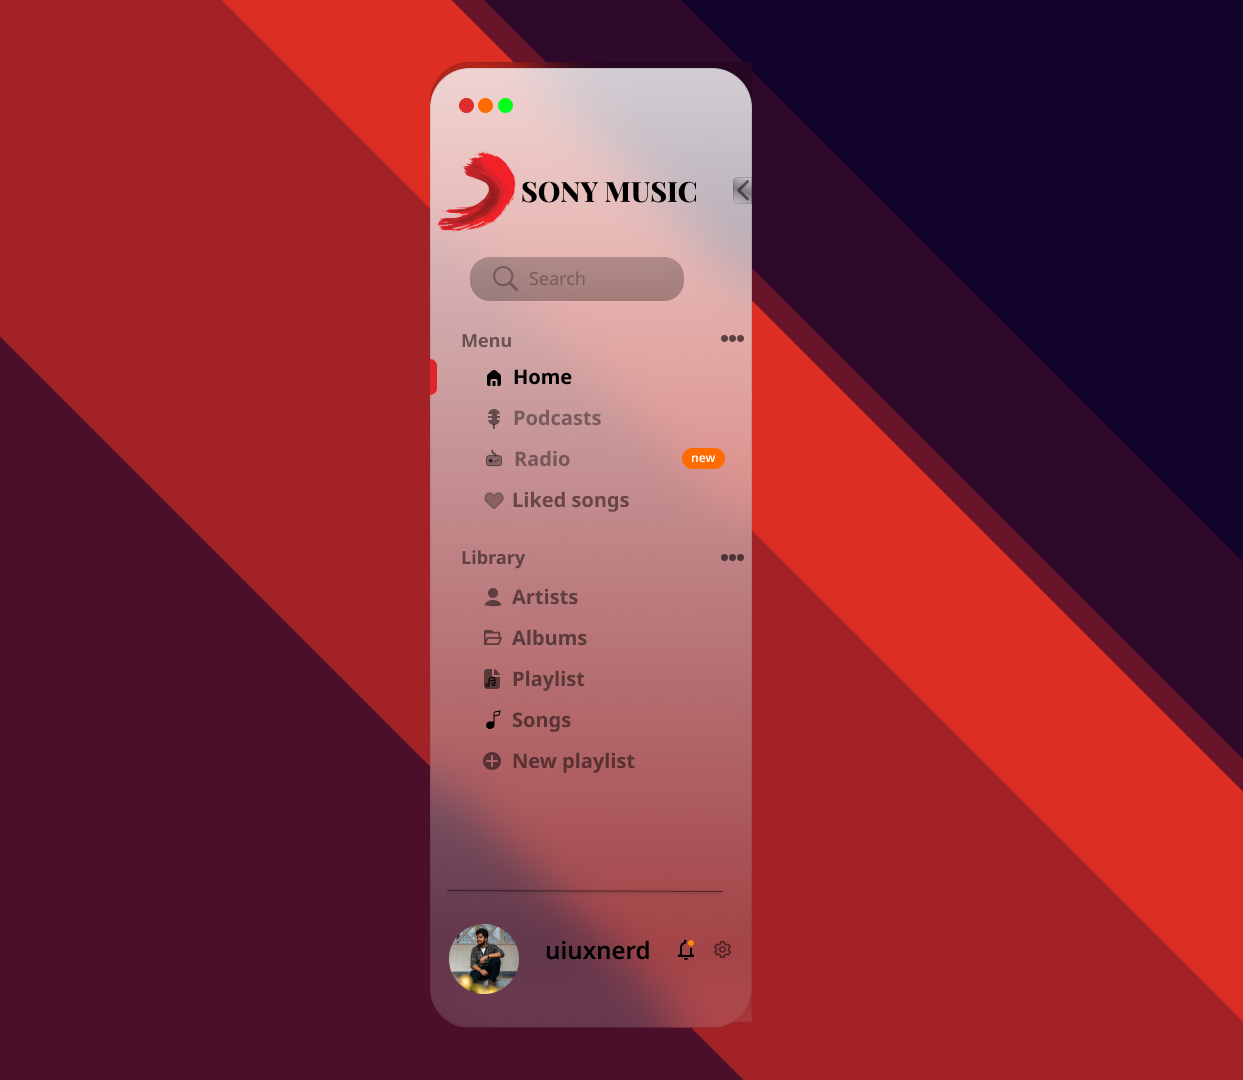 SONY MUSIC
Search
Menu
Home
Podcasts
Radio
new
Liked songs
Library
Artists
Albums
Playlist
Songs
New playlist
uiuxnerd